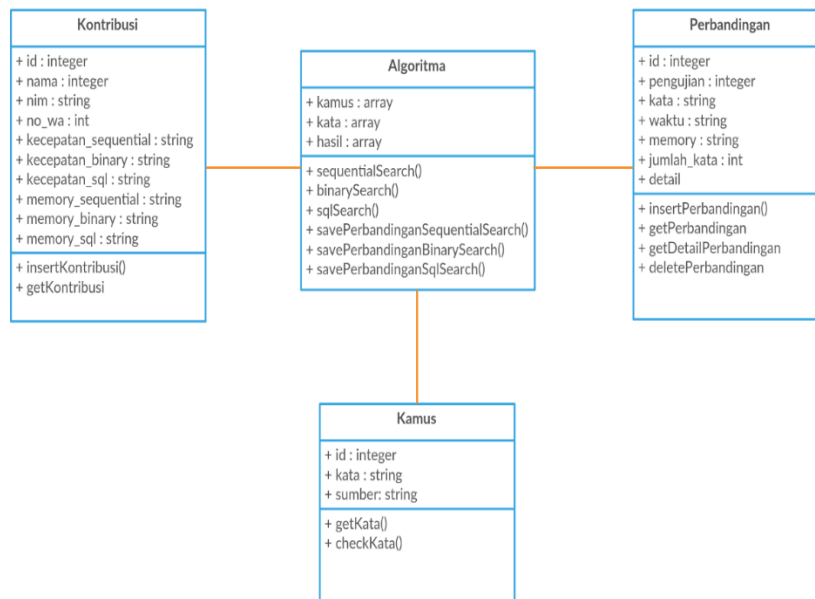 Kontribusi
+ id : integer
+ nama : integer
+ nim : string
+ no_wa : int
+ kecepatan_sequential : string
+ kecepatan_binary : string
+ kecepatan_sql : string
+ memory_sequential : string
+ memory_binary : string
+ memory_sql : string
+ insertKontribusi()
+ getKontribusi
Algoritma
+ kamus : array
+ kata : array
+ hasil : array
+ sequentialSearch()
+ binarySearch()
+ sqlSearch()
+ savePerbandinganSequentialSearch()
+ savePerbandinganBinarySearch()
+ savePerbandinganSqlSearch()
Perbandingan
+ id : integer
+ pengujian : integer
+ kata : string
+ waktu : string
+ memory : string
+ jumlah_kata : int
+ detail
+ insertPerbandingan()
+ getPerbandingan
+ getDetailPerbandingan
+ deletePerbandingan
Kamus
+ id : integer
+ kata : string
+ sumber: string
+ getKata()
+ checkKata()